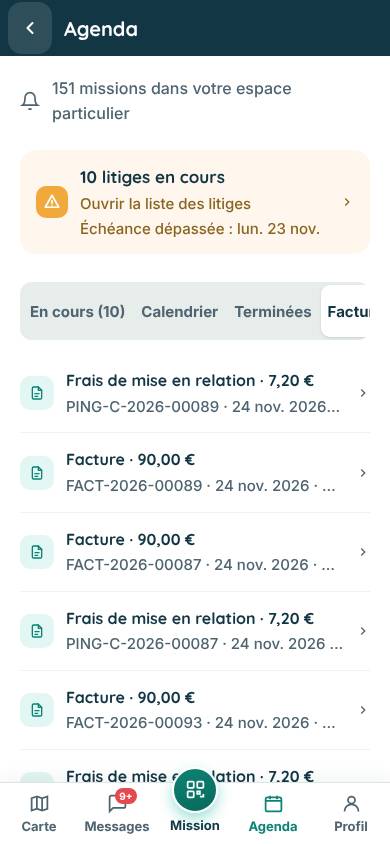 Agenda
151 missions dans votre espace
particulier
10 litiges en cours
Ouvrir la liste des litiges
Échéance dépassée : lun. 23 nov.
En cours (10) Calendrier Terminées Factur
Frais de mise en relation · 7,20 €
PING-C-2026-00089 · 24 nov. 2026...
Facture · 90,00 €
FACT-2026-00089 · 24 nov. 2026 · ...
Facture · 90,00 €
FACT-2026-00087 · 24 nov. 2026 · ...
Frais de mise en relation · 7,20 €
PING-C-2026-00087 · 24 nov. 2026 ...
Facture · 90,00 €
FACT-2026-00093 · 24 nov. 2026 · ...
Frais de mise en relation · 7,20 €
9+
Carte Messages Mission Agenda Profil